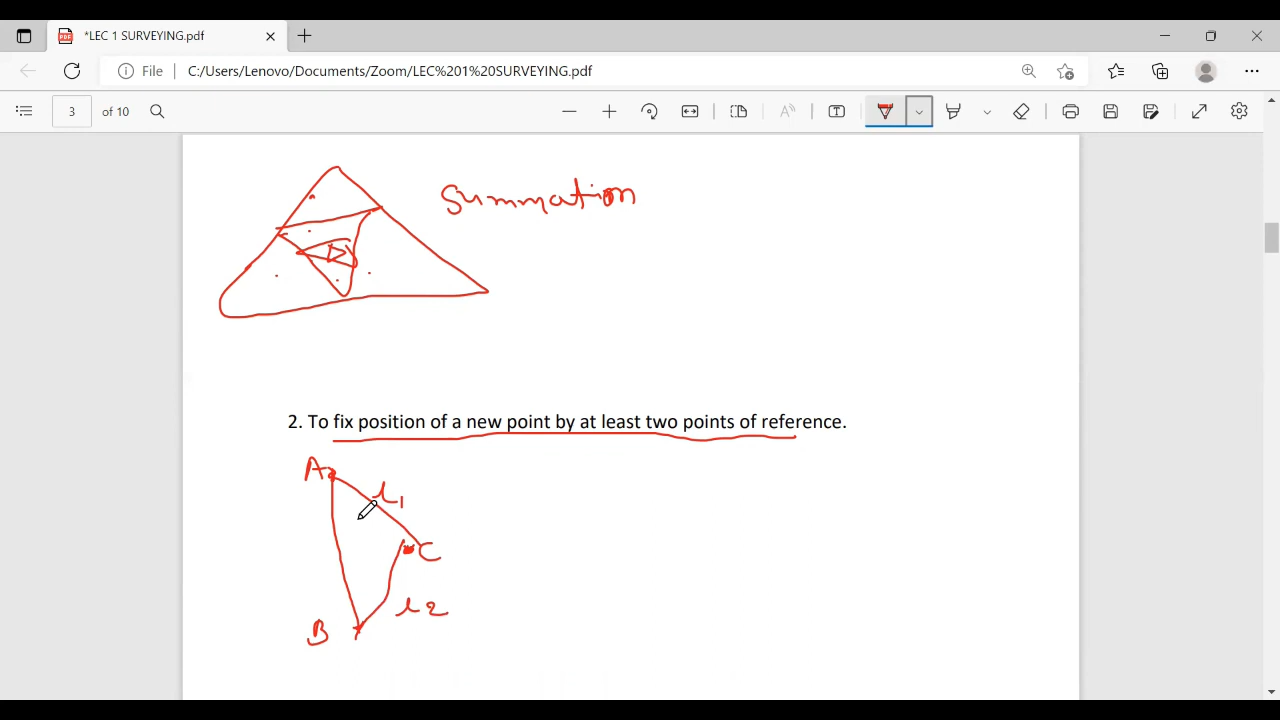 *LEC 1 SURVEYING.pdf
File
C:/Users/Lenovo/Documents/Zoom/LEC%201%20SURVEYING.pdf
3 of 10
Summation
2. To fix position of a new point by at least two points of reference.
A
l1
C
l2
B